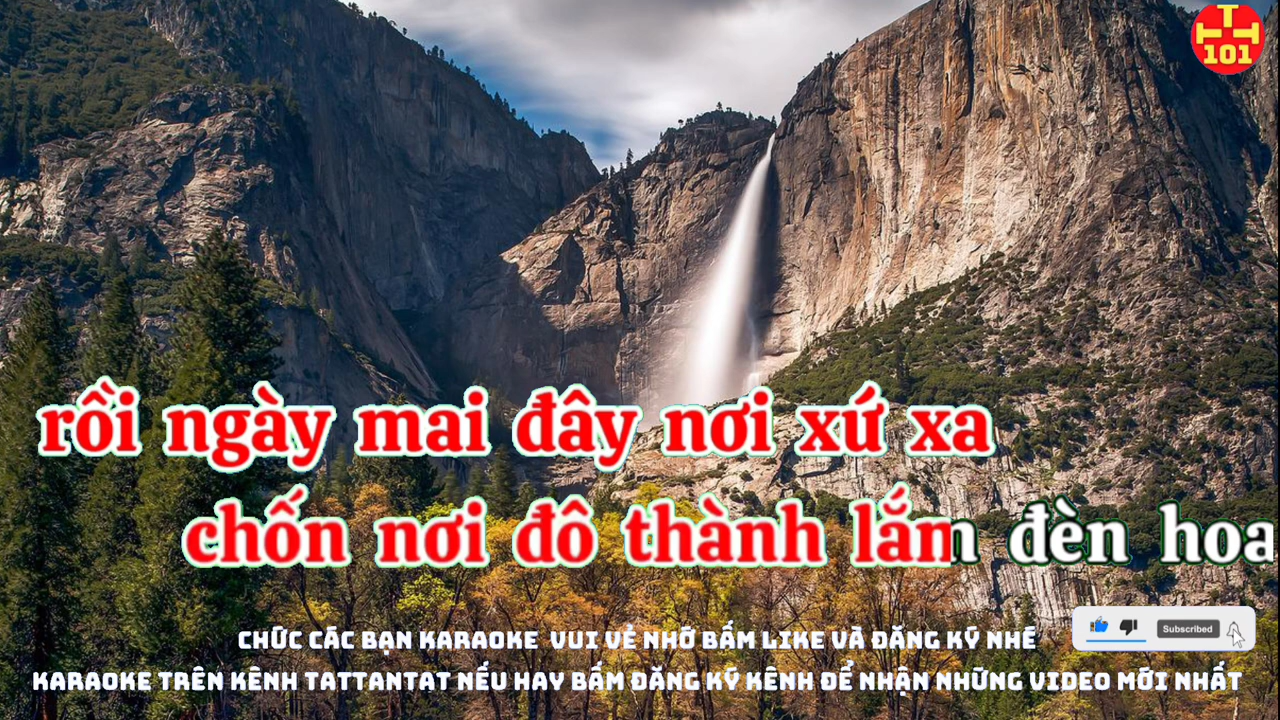 T
TT
101
rồi ngày mai đây nơi xứ xa
chốn nơi đô thành lắm đèn hoa
Subscribed
CHÚC CÁC BẠN KARAOKE VUI VẺ NHỚ BẤM LIKE VÀ ĐĂNG KÝ NHÉ
KARAOKE TRÊN KÊNH TATTANTAT NẾU HAY BẤM ĐĂNG KÝ KÊNH ĐỂ NHẬN NHỮNG VIDEO MỚI NHẤT